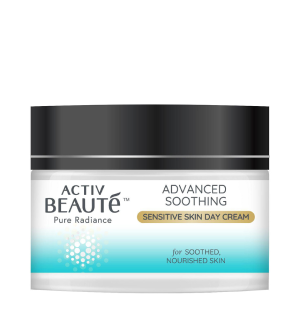 ACTIV
BEAUTé™
Pure Radiance
ADVANCED
SOOTHING
SENSITIVE SKIN DAY CREAM
for SOOTHED,
NOURISHED SKIN